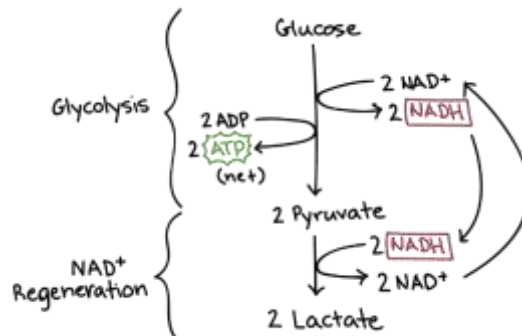 Glucose
Glycolysis
2 NAD+
2 NADH
2 ADP
2 ATP
(net)
2 Pyruvate
NAD+
Regeneration
2 NADH
2 NAD+
2 Lactate